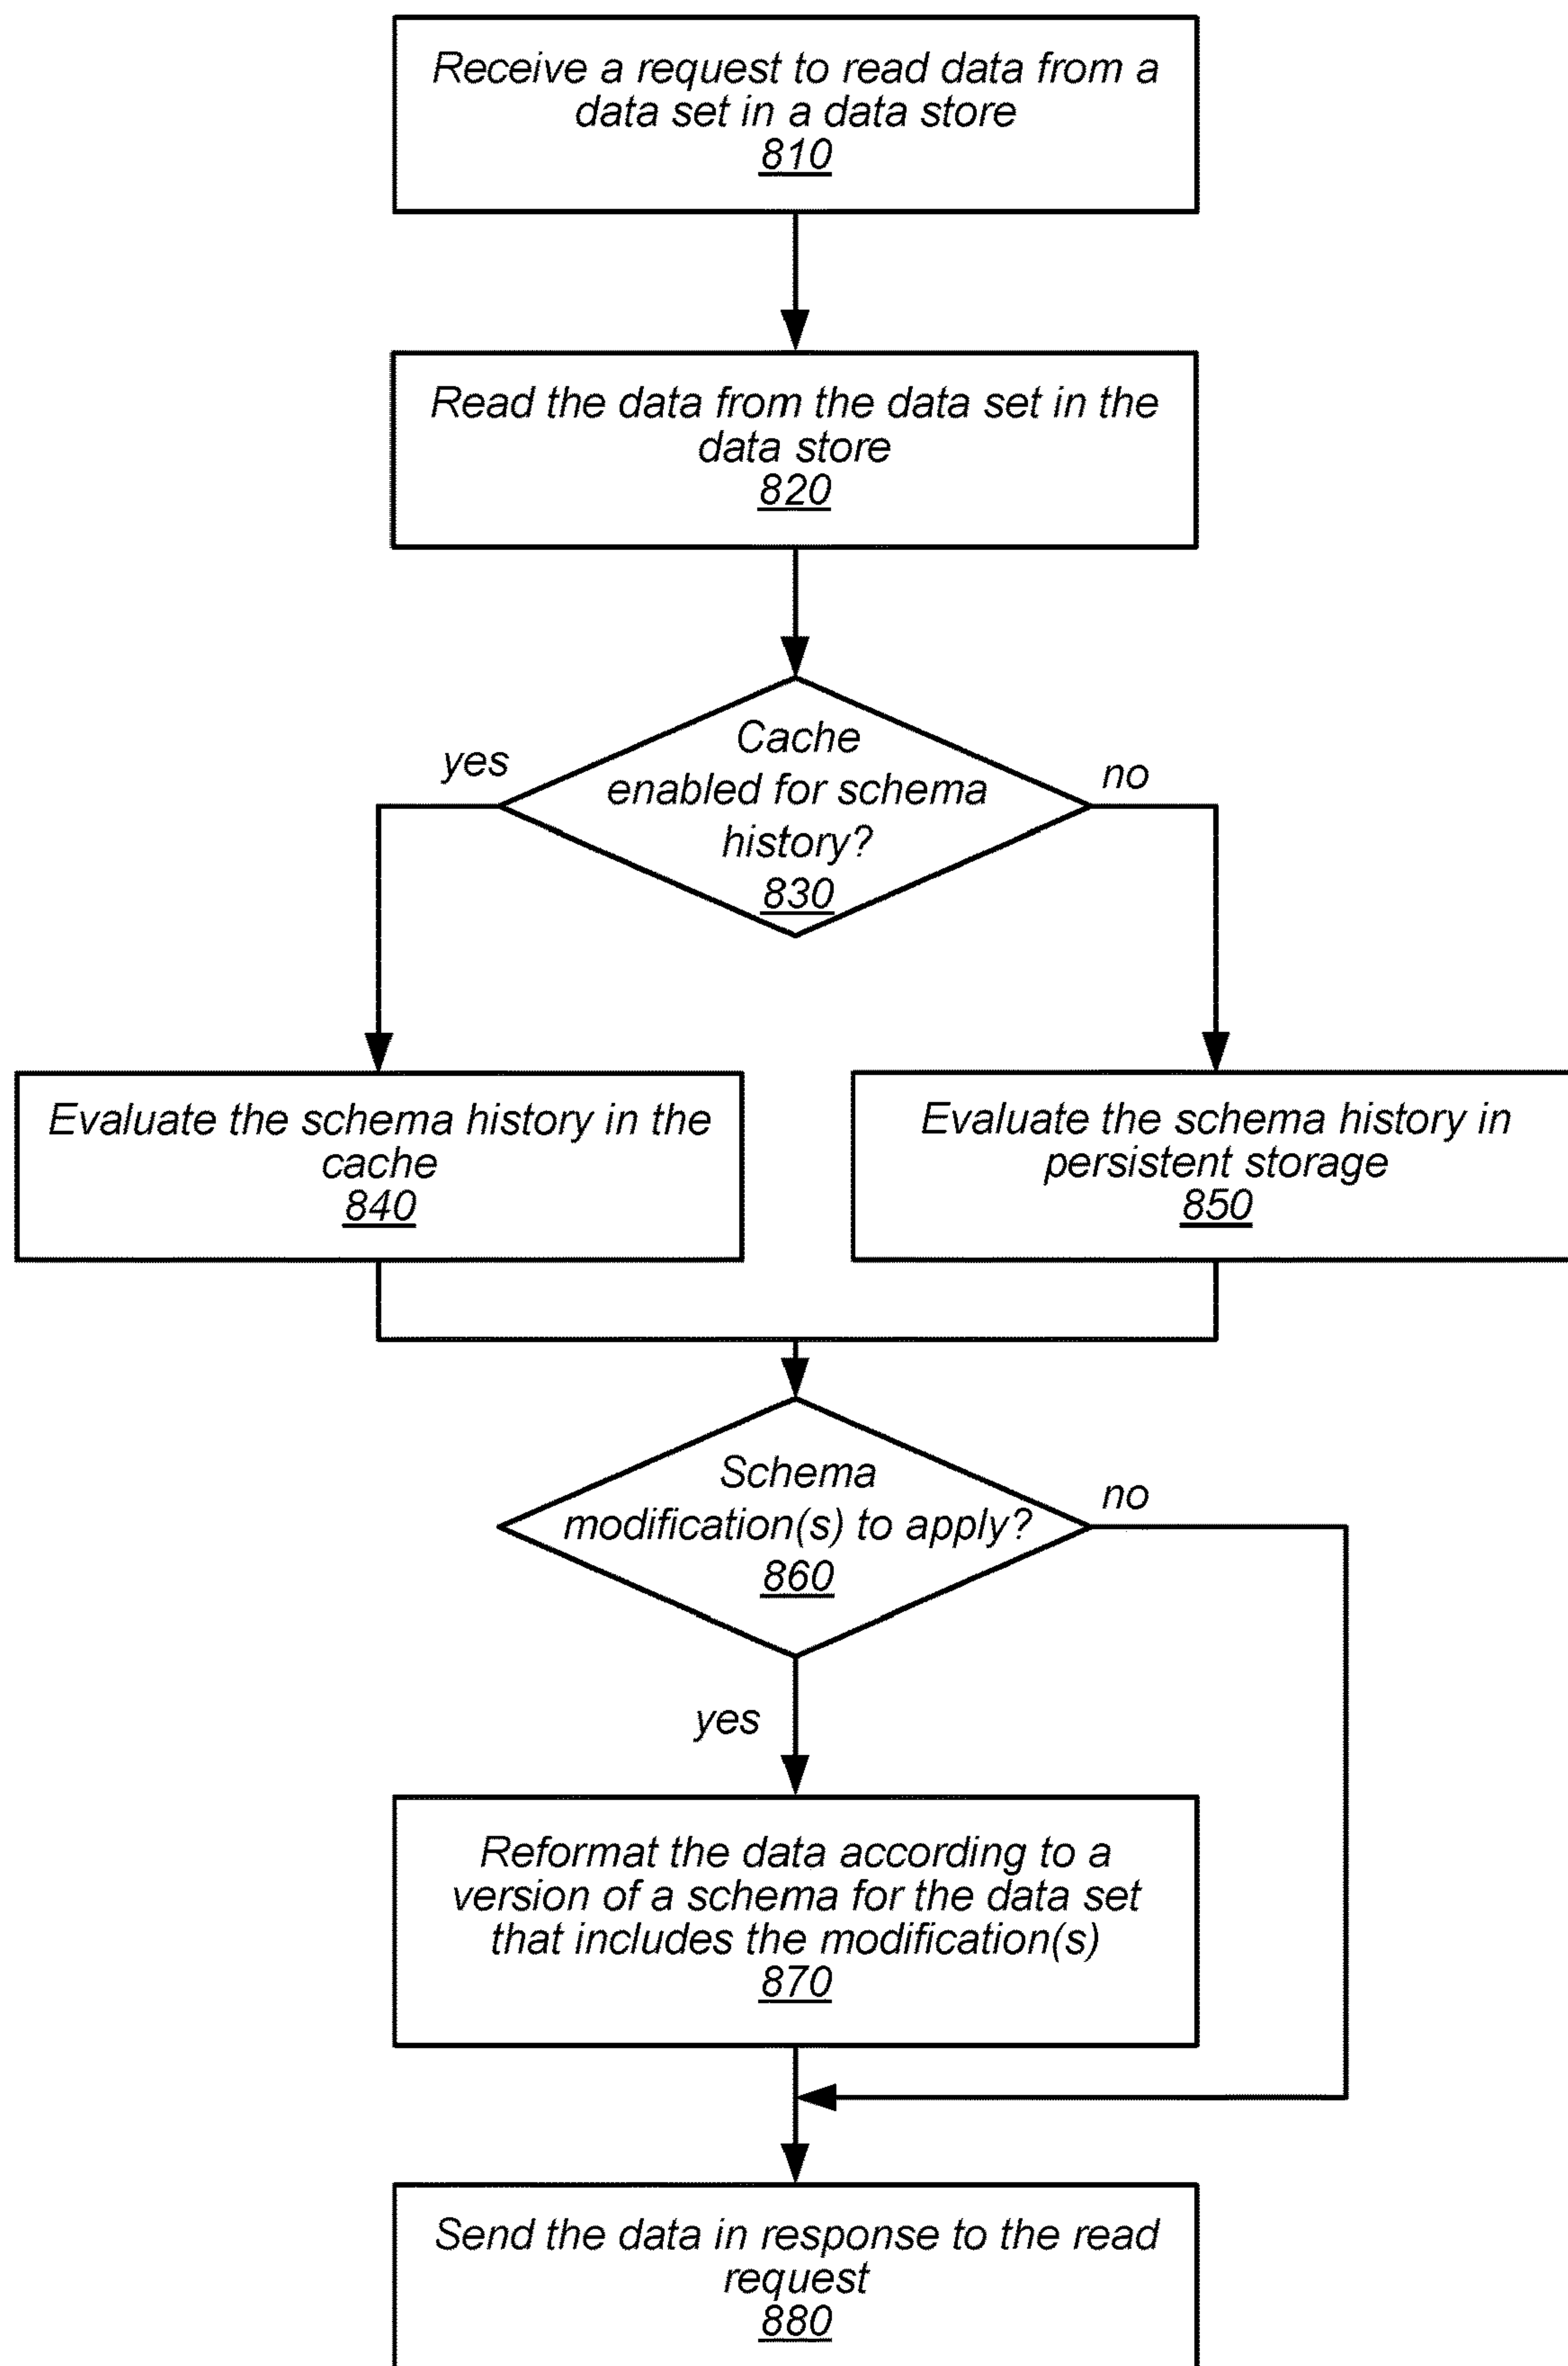 Receive a request to read data from a
data set in a data store
810
Read the data from the data set in the
data store
820
Cache
enabled for schema
history?
830
yes
no
Evaluate the schema history in the
cache
840
Evaluate the schema history in
persistent storage
850
Schema
modification(s) to apply?
860
no
yes
Reformat the data according to a
version of a schema for the data set
that includes the modification(s)
870
Send the data in response to the read
request
880